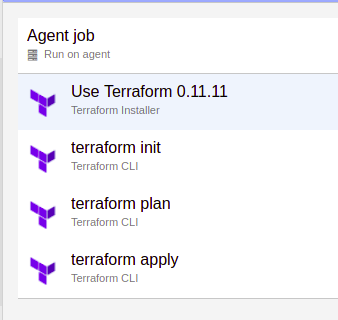 Agent job
Run on agent
Use Terraform 0.11.11
Terraform Installer
terraform init
Terraform CLI
terraform plan
Terraform CLI
terraform apply
Terraform CLI